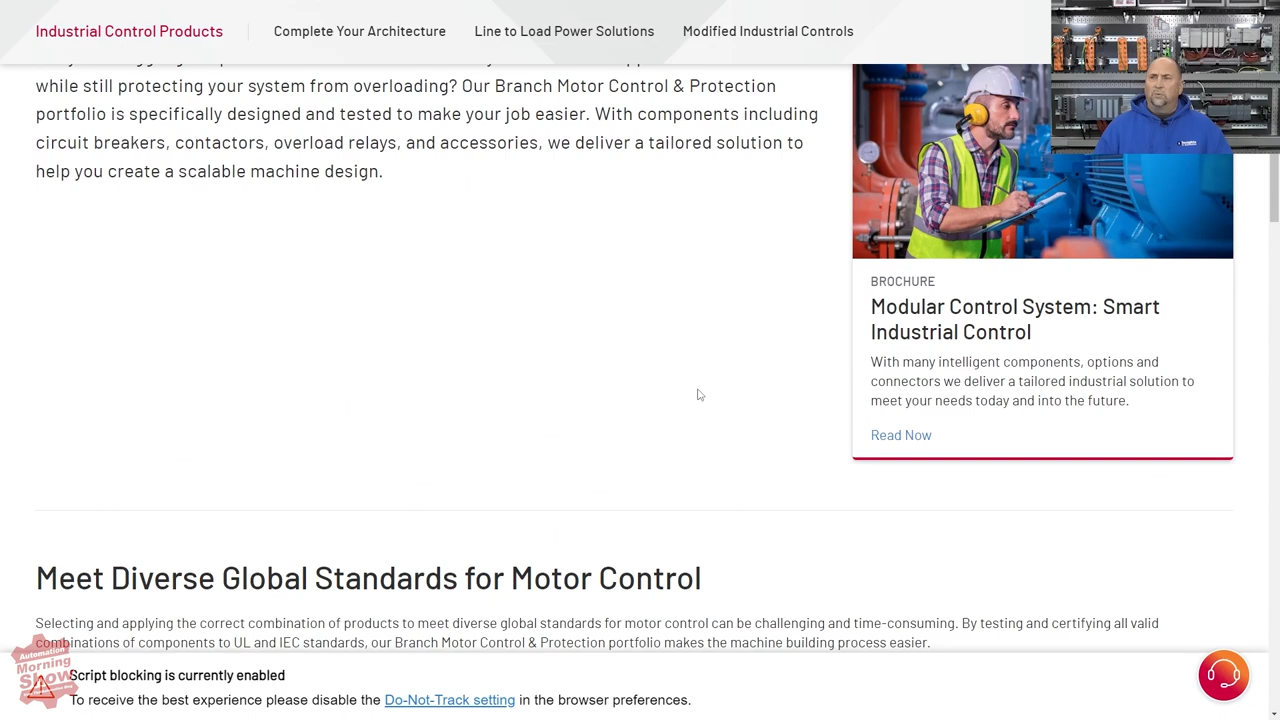 Industrial Control Products
Complete Your Architecture
Line to Load Power Solutions
Modified Industrial Controls
while still protecting your system from overloading? Our Branch Motor Control & Protection
portfolio is specifically designed and tested to make your job easier. With components including
circuit breakers, contactors, overload relays, and accessories, we deliver a tailored solution to
help you create a scalable machine design.
BROCHURE
Modular Control System: Smart
Industrial Control
With many intelligent components, options and
connectors we deliver a tailored industrial solution to
meet your needs today and into the future.
Read Now
Meet Diverse Global Standards for Motor Control
Selecting and applying the correct combination of products to meet diverse global standards for motor control can be challenging and time-consuming. By testing and certifying all valid
combinations of components to UL and IEC standards, our Branch Motor Control & Protection portfolio makes the machine building process easier.
Automation
Morning
Show
Script blocking is currently enabled
To receive the best experience please disable the Do-Not-Track setting in the browser preferences.